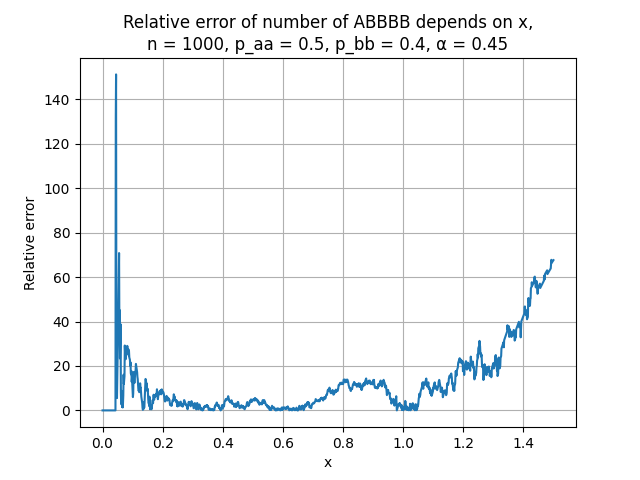 Relative error of number of ABBBB depends on x,
n = 1000, p_aa = 0.5, p_bb = 0.4, α = 0.45
Relative error
140
120
100
80
60
40
20
0
0.0 0.2 0.4 0.6 0.8 1.0 1.2 1.4
x